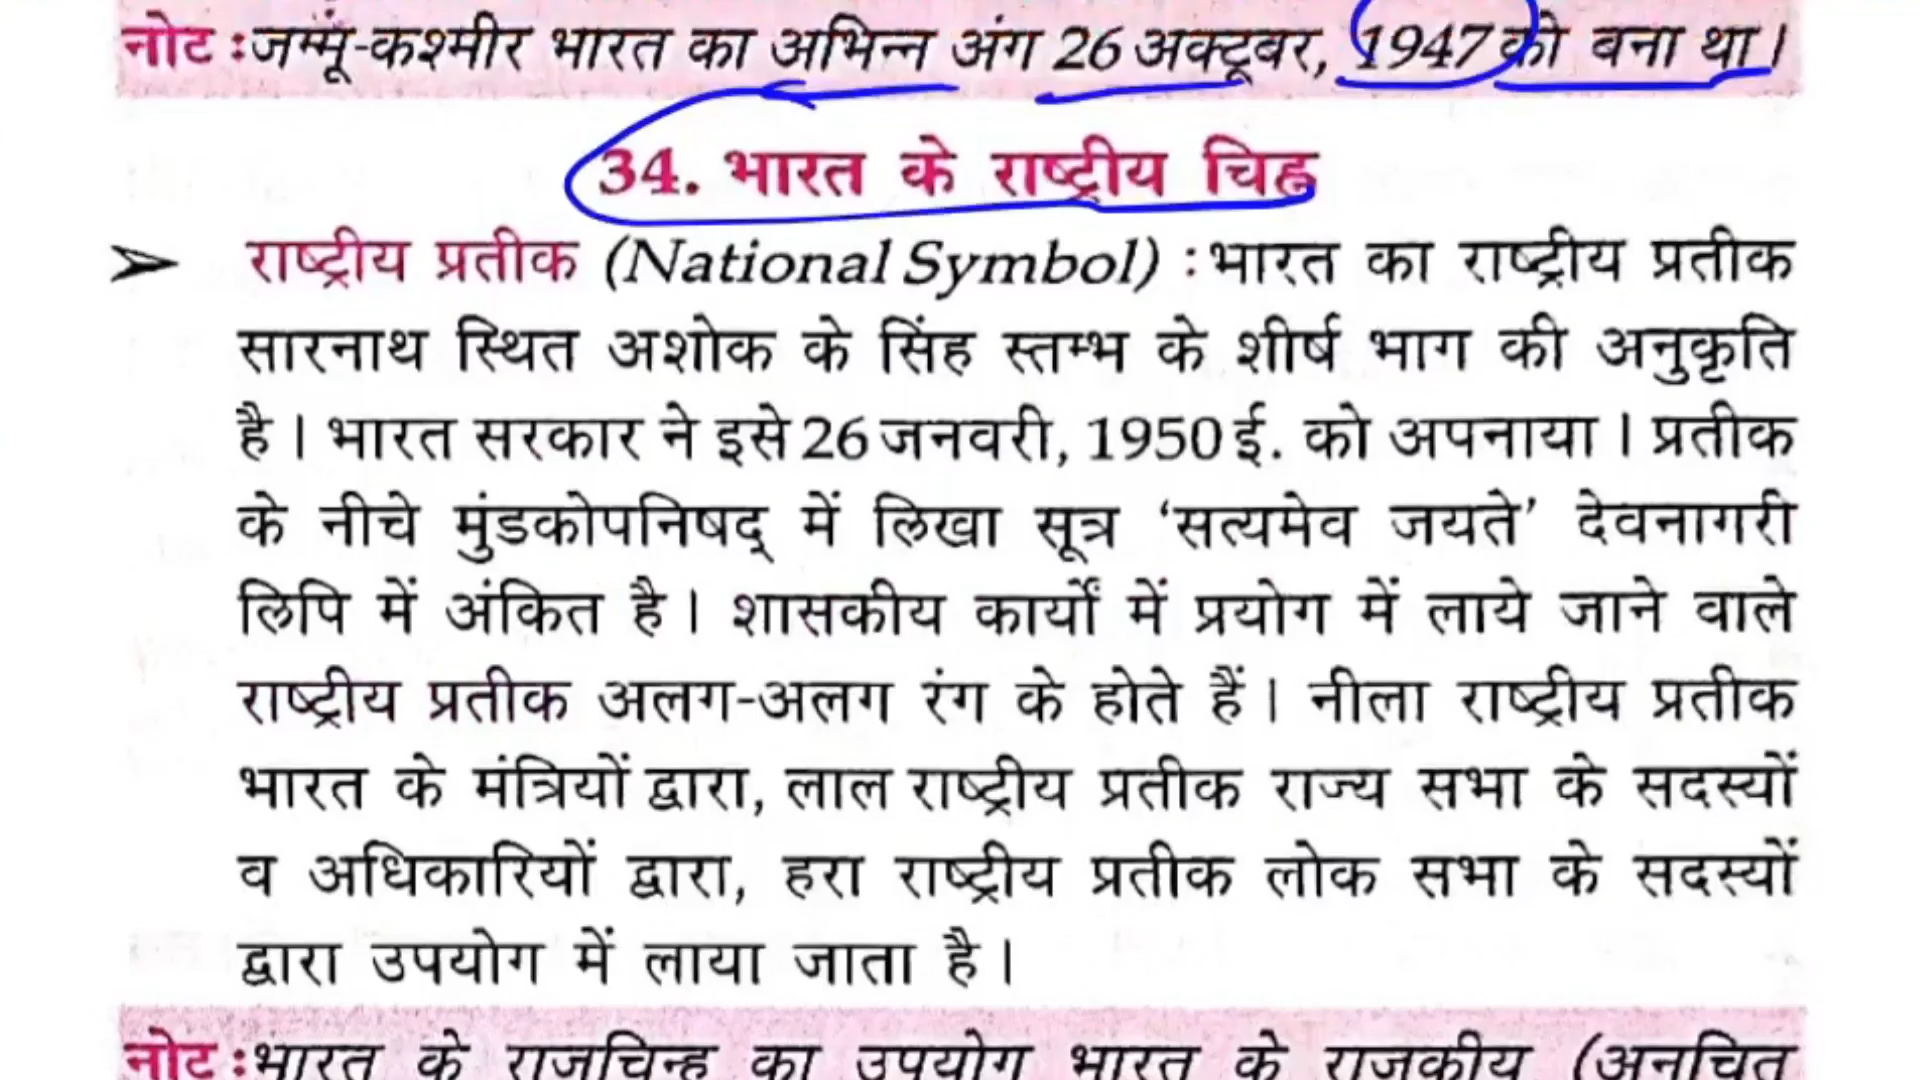 नोट :जम्मूं-कश्मीर भारत का अभिन्न अंग 26 अक्टूबर, 1947 को बना था।
34. भारत के राष्ट्रीय चिह्न
➢ राष्ट्रीय प्रतीक (National Symbol) : भारत का राष्ट्रीय प्रतीक
सारनाथ स्थित अशोक के सिंह स्तम्भ के शीर्ष भाग की अनुकृति
है। भारत सरकार ने इसे 26 जनवरी, 1950 ई. को अपनाया। प्रतीक
के नीचे मुंडकोपनिषद् में लिखा सूत्र ‘सत्यमेव जयते’ देवनागरी
लिपि में अंकित है। शासकीय कार्यों में प्रयोग में लाये जाने वाले
राष्ट्रीय प्रतीक अलग-अलग रंग के होते हैं। नीला राष्ट्रीय प्रतीक
भारत के मंत्रियों द्वारा, लाल राष्ट्रीय प्रतीक राज्य सभा के सदस्यों
व अधिकारियों द्वारा, हरा राष्ट्रीय प्रतीक लोक सभा के सदस्यों
द्वारा उपयोग में लाया जाता है।
नोट :भारत के राजचिन्ह का उपयोग भारत के राजकीय (अनुचित